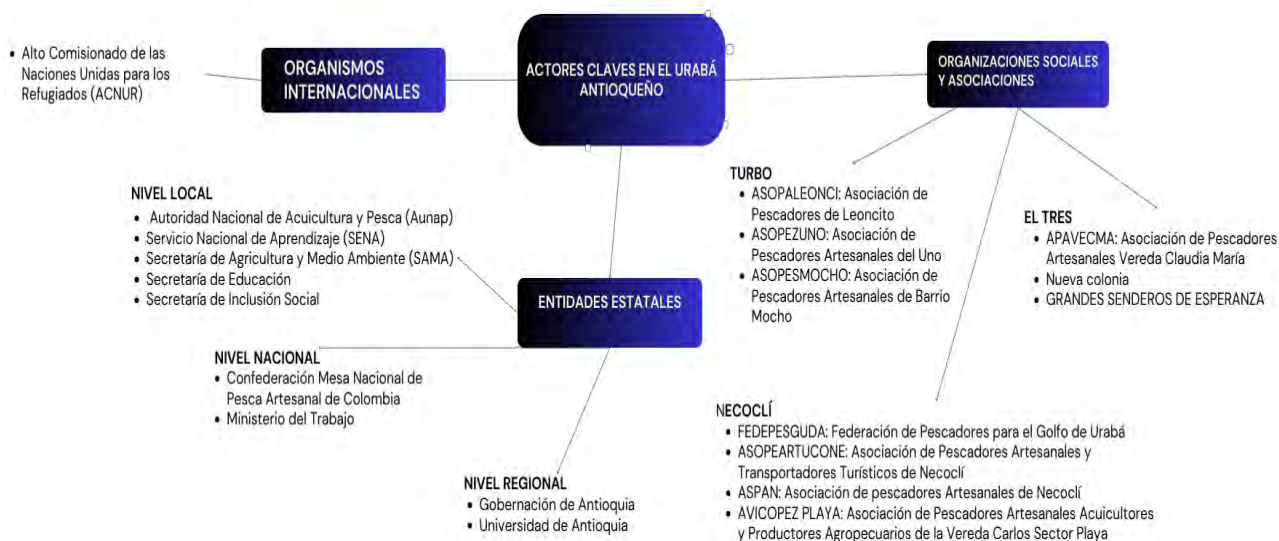 ACTORES CLAVES EN EL URABÁ
ANTIOQUEÑO
ORGANISMOS
INTERNACIONALES
• Alto Comisionado de las
Naciones Unidas para los
Refugiados (ACNUR)
ORGANIZACIONES SOCIALES
Y ASOCIACIONES
TURBO
• ASOPALEONCI: Asociación de
Pescadores de Leoncito
• ASOPEZUNO: Asociación de
Pescadores Artesanales del Uno
• ASOPESMOCHO: Asociación de
Pescadores Artesanales de Barrio
Mocho
EL TRES
• APAVECMA: Asociación de Pescadores
Artesanales Vereda Claudia María
• Nueva colonia
• GRANDES SENDEROS DE ESPERANZA
NECOCLÍ
• FEDEPESGUDA: Federación de Pescadores para el Golfo de Urabá
• ASOPEARTUCONE: Asociación de Pescadores Artesanales y
Transportadores Turísticos de Necoclí
• ASPAN: Asociación de pescadores Artesanales de Necoclí
• AVICOPEZ PLAYA: Asociación de Pescadores Artesanales Acuicultores
y Productores Agropecuarios de la Vereda Carlos Sector Playa
ENTIDADES ESTATALES
NIVEL LOCAL
• Autoridad Nacional de Acuicultura y Pesca (Aunap)
• Servicio Nacional de Aprendizaje (SENA)
• Secretaría de Agricultura y Medio Ambiente (SAMA)
• Secretaría de Educación
• Secretaría de Inclusión Social
NIVEL NACIONAL
• Confederación Mesa Nacional de
Pesca Artesanal de Colombia
• Ministerio del Trabajo
NIVEL REGIONAL
• Gobernación de Antioquia
• Universidad de Antioquia